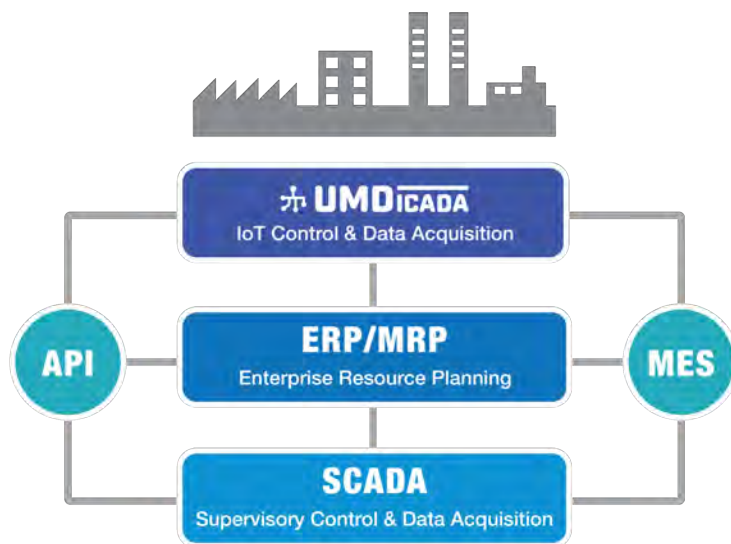 UMDICADA
IoT Control & Data Acquisition
API
ERP/MRP
Enterprise Resource Planning
MES
SCADA
Supervisory Control & Data Acquisition